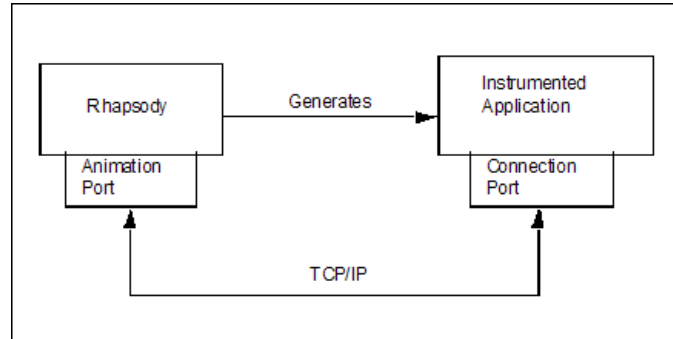 Rhapsody
Generates
Instrumented
Application
Animation
Port
Connection
Port
TCP/IP